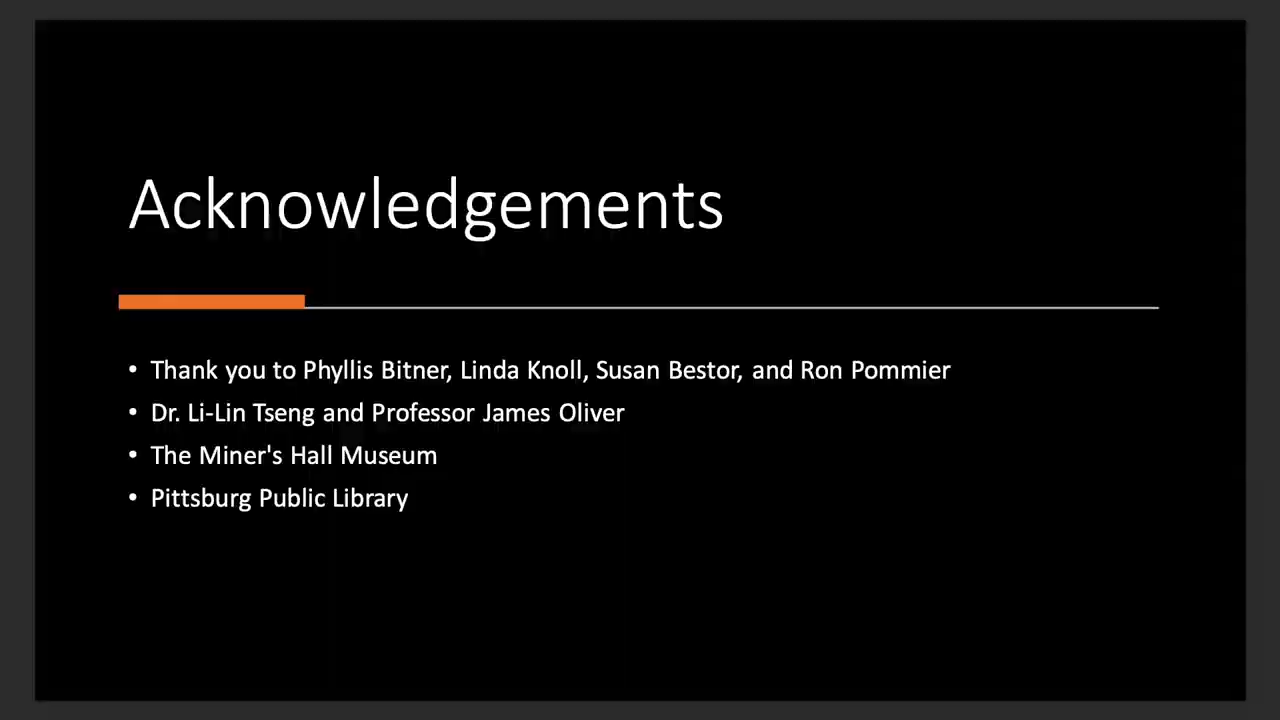 Acknowledgements
• Thank you to Phyllis Bitner, Linda Knoll, Susan Bestor, and Ron Pommier
• Dr. Li-Lin Tseng and Professor James Oliver
• The Miner's Hall Museum
• Pittsburg Public Library